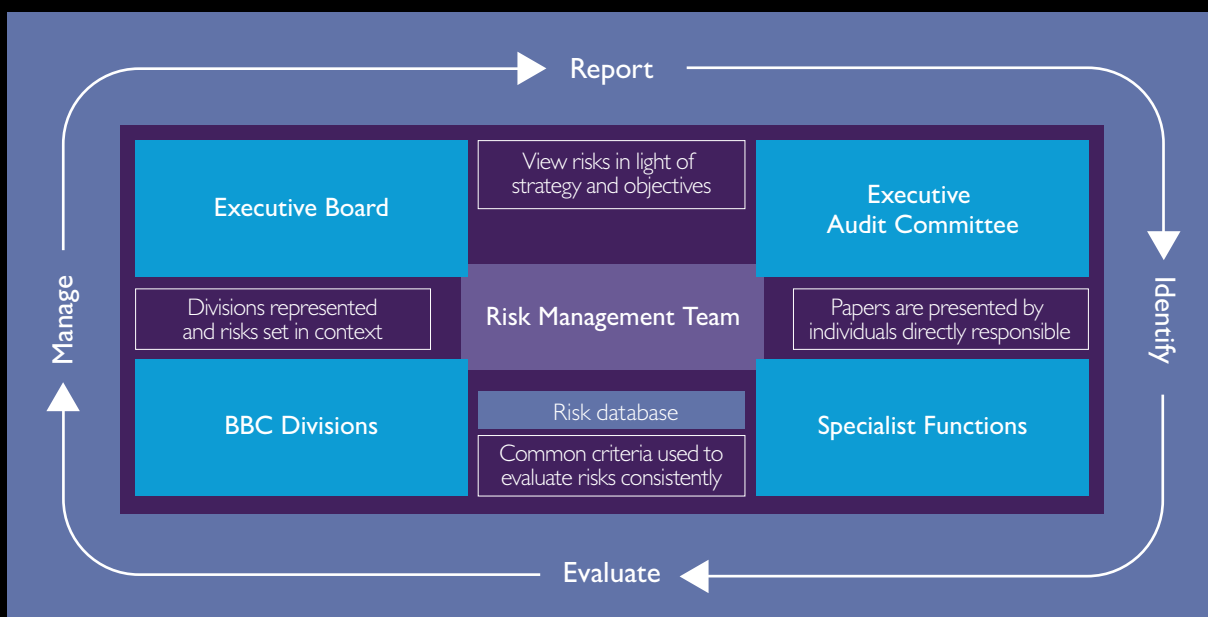 Report
View risks in light of
strategy and objectives
Executive Board
Executive
Audit Committee
Manage
Divisions represented
and risks set in context
Risk Management Team
Papers are presented by
individuals directly responsible
Identify
BBC Divisions
Risk database
Common criteria used to
evaluate risks consistently
Specialist Functions
Evaluate